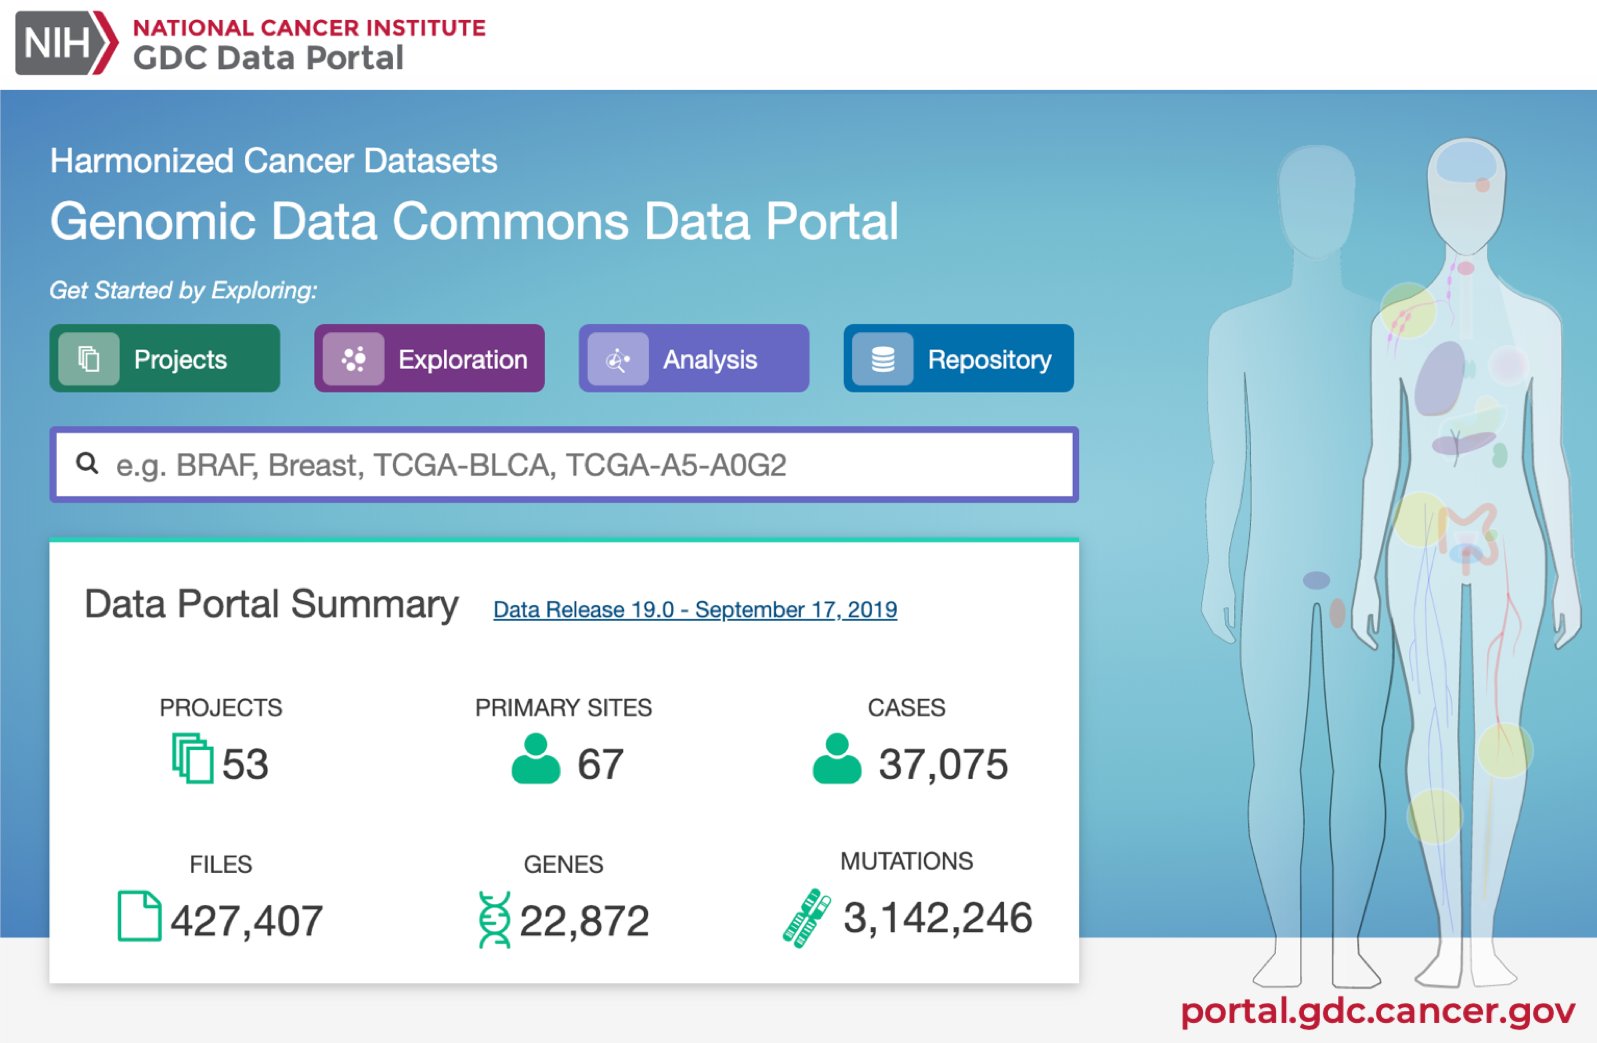 NIH
NATIONAL CANCER INSTITUTE
GDC Data Portal
Harmonized Cancer Datasets
Genomic Data Commons Data Portal
Get Started by Exploring:
Projects
Exploration
Analysis
Repository
e.g. BRAF, Breast, TCGA-BLCA, TCGA-A5-A0G2
Data Portal Summary
Data Release 19.0 - September 17, 2019
PROJECTS
53
PRIMARY SITES
67
CASES
37,075
FILES
427,407
GENES
22,872
MUTATIONS
3,142,246
portal.gdc.cancer.gov